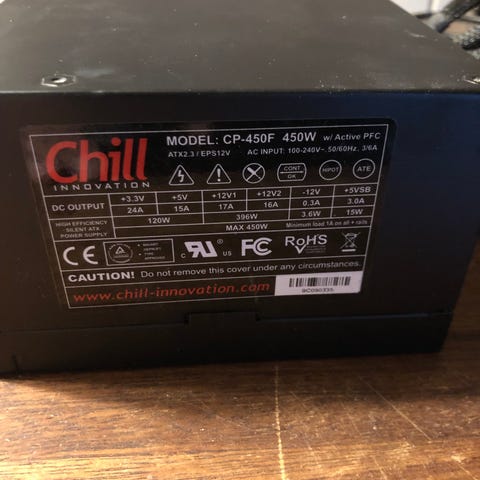 Chill
INNOVATION
MODEL: CP-450F 450W w/ Active PFC
ATX2.3 / EPS12V AC INPUT: 100-240V~, 50/60Hz, 3/6A
CONT OK HIPOT ATE
DC OUTPUT +3.3V +5V +12V1 +12V2 -12V +5VSB
24A 15A 17A 16A 0.3A 3.0A
HIGH EFFICIENCY SILENT ATX POWER SUPPLY 120W 396W 3.6W 15W
MAX 450W Minimum load 1A on all + rails
CE c RU US FC RoHS
CAUTION! Do not remove this cover under any circumstances.
www.chill-innovation.com